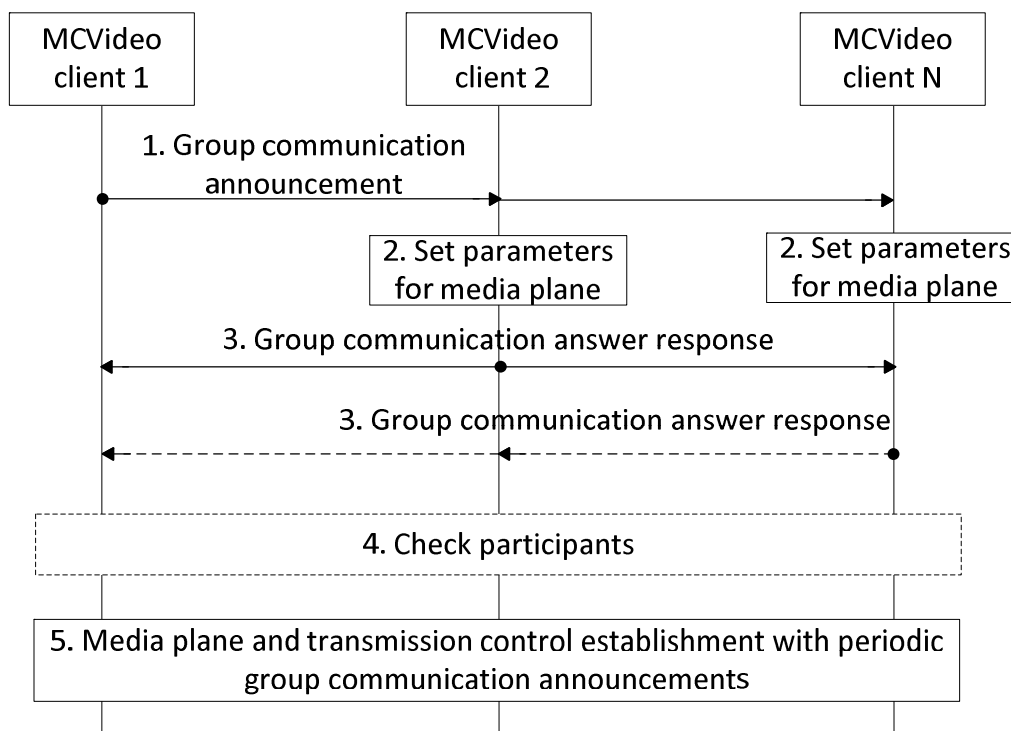 MCVideo
client 1
MCVideo
client 2
MCVideo
client N
1. Group communication
announcement
2. Set parameters
for media plane
2. Set parameters
for media plane
3. Group communication answer response
3. Group communication answer response
4. Check participants
5. Media plane and transmission control establishment with periodic
group communication announcements